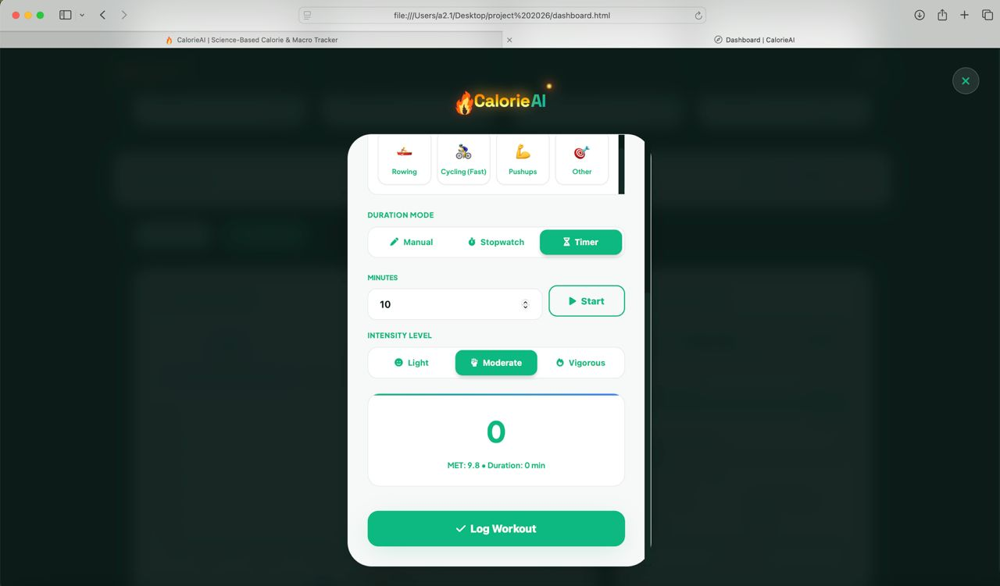 file:///Users/a2.1/Desktop/project%202026/dashboard.html
CalorieAI | Science-Based Calorie & Macro Tracker
Dashboard | CalorieAI
CalorieAI
Rowing
Cycling (Fast)
Pushups
Other
DURATION MODE
Manual
Stopwatch
Timer
MINUTES
10
Start
INTENSITY LEVEL
Light
Moderate
Vigorous
0
MET: 9.8 • Duration: 0 min
Log Workout